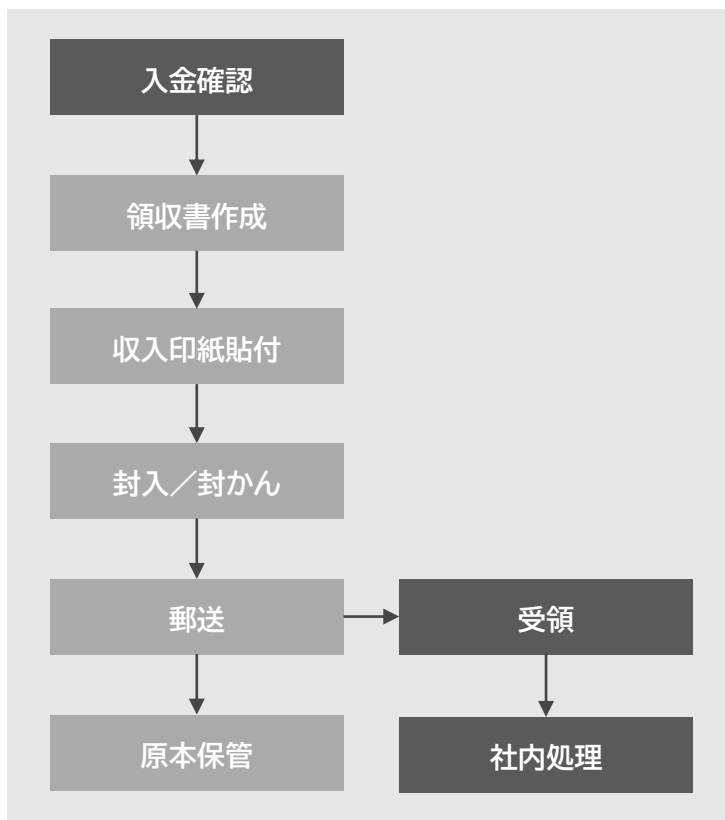 入金確認
領収書作成
収入印紙貼付
封入／封かん
郵送
受領
原本保管
社内処理